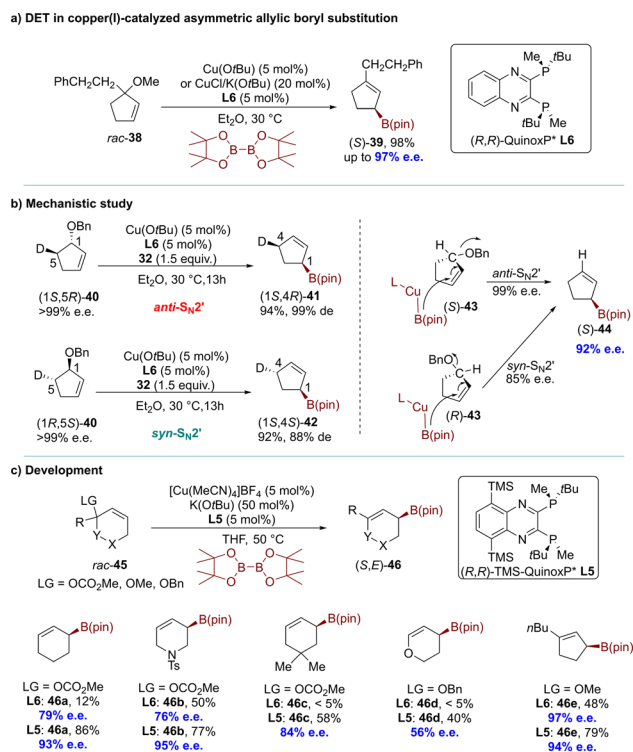 a) DET in copper(I)-catalyzed asymmetric allylic boryl substitution
PhCH2CH2
OMe
rac-38
Cu(OtBu) (5 mol%)
or CuCl/K(OtBu) (20 mol%)
L6 (5 mol%)
Et2O, 30 °C
O
B–B
O
O
O
CH2CH2Ph
B(pin)
(S)-39, 98%
up to 97% e.e.
Me
tBu
P
N
N
P
tBu
Me
(R,R)-QuinoxP* L6
b) Mechanistic study
OBn
1
D
5
(1S,5R)-40
>99% e.e.
Cu(OtBu) (5 mol%)
L6 (5 mol%)
32 (1.5 equiv.)
Et2O, 30 °C,13h
anti-SN2'
4
D
1
B(pin)
(1S,4R)-41
94%, 99% de
OBn
1
D
5
(1R,5S)-40
>99% e.e.
Cu(OtBu) (5 mol%)
L6 (5 mol%)
32 (1.5 equiv.)
Et2O, 30 °C,13h
syn-SN2'
4
D
1
B(pin)
(1S,4S)-42
92%, 88% de
H
C
OBn
L
Cu
B(pin)
(S)-43
anti-SN2'
99% e.e.
BnO
C
H
L
Cu
B(pin)
(R)-43
syn-SN2'
85% e.e.
H
B(pin)
(S)-44
92% e.e.
c) Development
LG
R
Y
X
rac-45
LG = OCO2Me, OMe, OBn
[Cu(MeCN)4]BF4 (5 mol%)
K(OtBu) (50 mol%)
L5 (5 mol%)
THF, 50 °C
O
B–B
O
O
O
R
B(pin)
Y
X
(S,E)-46
TMS
Me
tBu
P
N
N
P
TMS
tBu
Me
(R,R)-TMS-QuinoxP* L5
B(pin)
LG = OCO2Me
L6: 46a, 12%
79% e.e.
L5: 46a, 86%
93% e.e.
B(pin)
N
Ts
LG = OCO2Me
L6: 46b, 50%
76% e.e.
L5: 46b, 77%
95% e.e.
B(pin)
Me Me
LG = OCO2Me
L6: 46c, < 5%
L5: 46c, 58%
84% e.e.
B(pin)
O
LG = OBn
L6: 46d, < 5%
L5: 46d, 40%
56% e.e.
nBu
B(pin)
LG = OMe
L6: 46e, 48%
97% e.e.
L5: 46e, 79%
94% e.e.